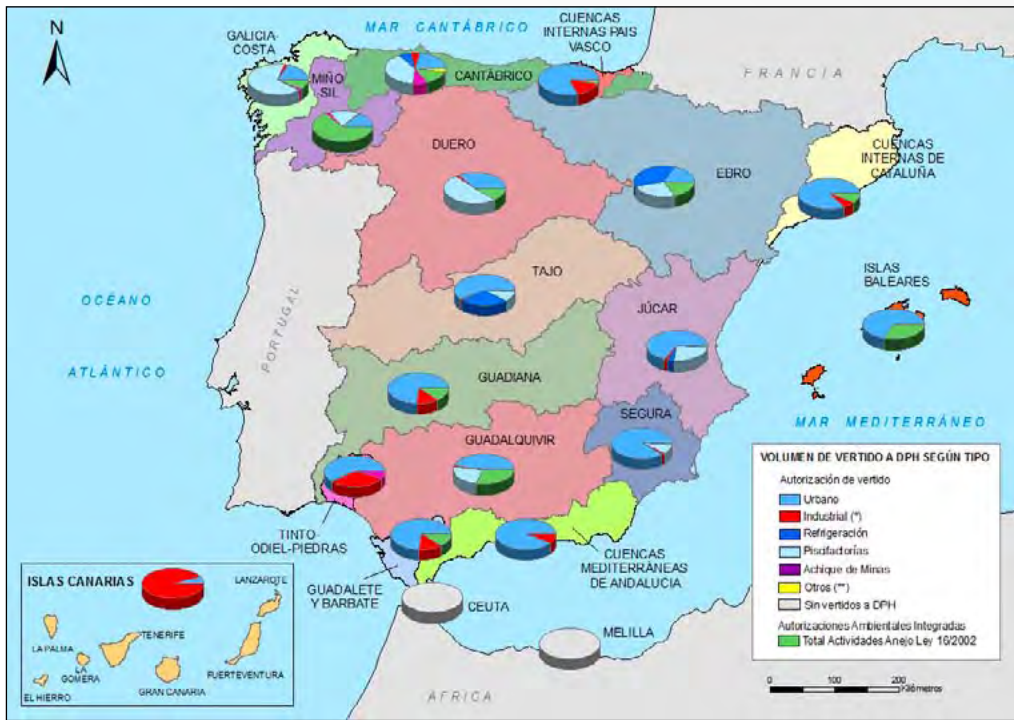 N
MAR CANTÁBRICO
CUENCAS
INTERNAS PAIS
VASCO
GALICIA-
COSTA
MIÑO
SIL
CANTÁBRICO
FRANCIA
DUERO
EBRO
CUENCAS
INTERNAS DE
CATALUÑA
TAJO
ISLAS
BALEARES
OCÉANO
ATLÁNTICO
PORTUGAL
JÚCAR
GUADIANA
SEGURA
MAR MEDITERRÁNEO
GUADALQUIVIR
TINTO-
ODIEL-PIEDRAS
GUADALETE
Y BARBATE
CUENCAS
MEDITERRÁNEAS
DE ANDALUCIA
CEUTA
MELILLA
AFRICA
ISLAS CANARIAS
LANZAROTE
LA PALMA
TENERIFE
LA
GOMERA
EL HIERRO
GRAN CANARIA
FUERTEVENTURA
VOLUMEN DE VERTIDO A DPH SEGÚN TIPO
Autorización de vertido
Urbano
Industrial (*)
Refrigeración
Piscifactorías
Achique de Minas
Otros (**)
Sin vertidos a DPH
Autorizaciones Ambientales Integradas
Total Actividades Anejo Ley 16/2002
0 100 200